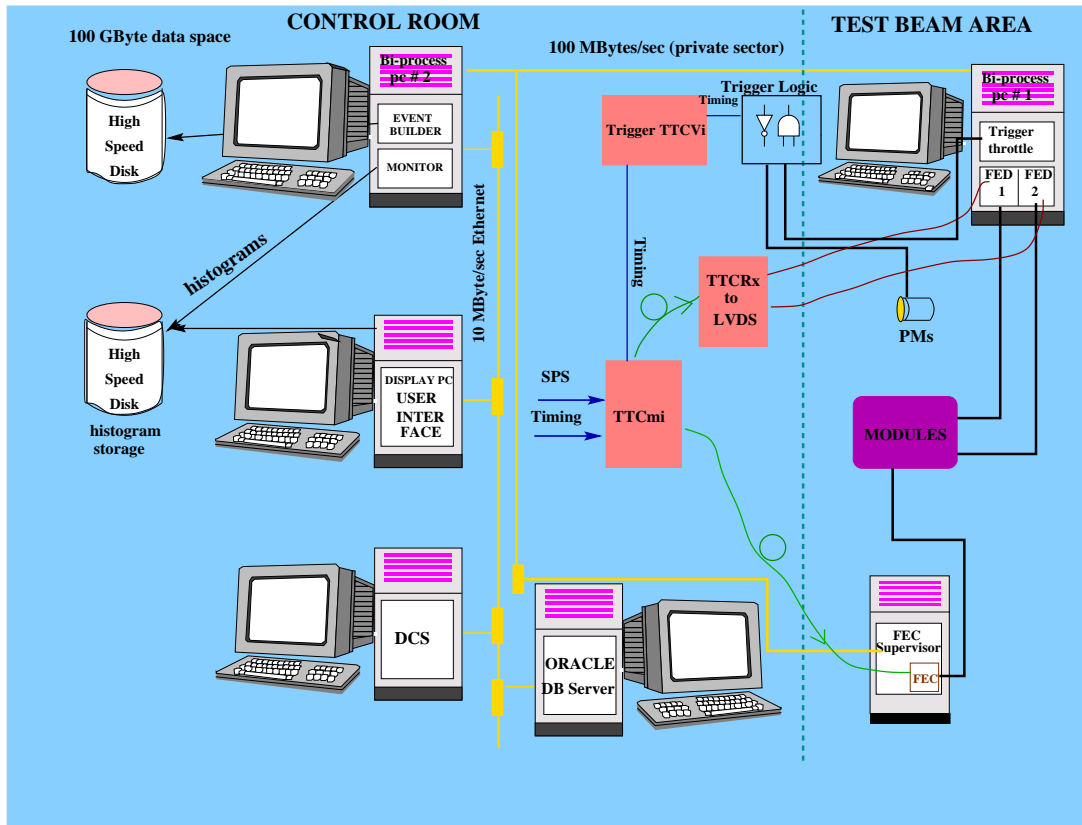 CONTROL ROOM
TEST BEAM AREA
100 GByte data space
100 MBytes/sec (private sector)
Bi-process
pc # 2
EVENT
BUILDER
MONITOR
High
Speed
Disk
histograms
10 MByte/sec Ethernet
High
Speed
Disk
histogram
storage
DISPLAY PC
USER
INTER
FACE
DCS
ORACLE
DB Server
Trigger TTCVi
Timing
Trigger Logic
Timing
TTCRx
to
LVDS
SPS
Timing
TTCmi
Bi-process
pc # 1
Trigger
throttle
FED
1
FED
2
PMs
MODULES
FEC
Supervisor
FEC